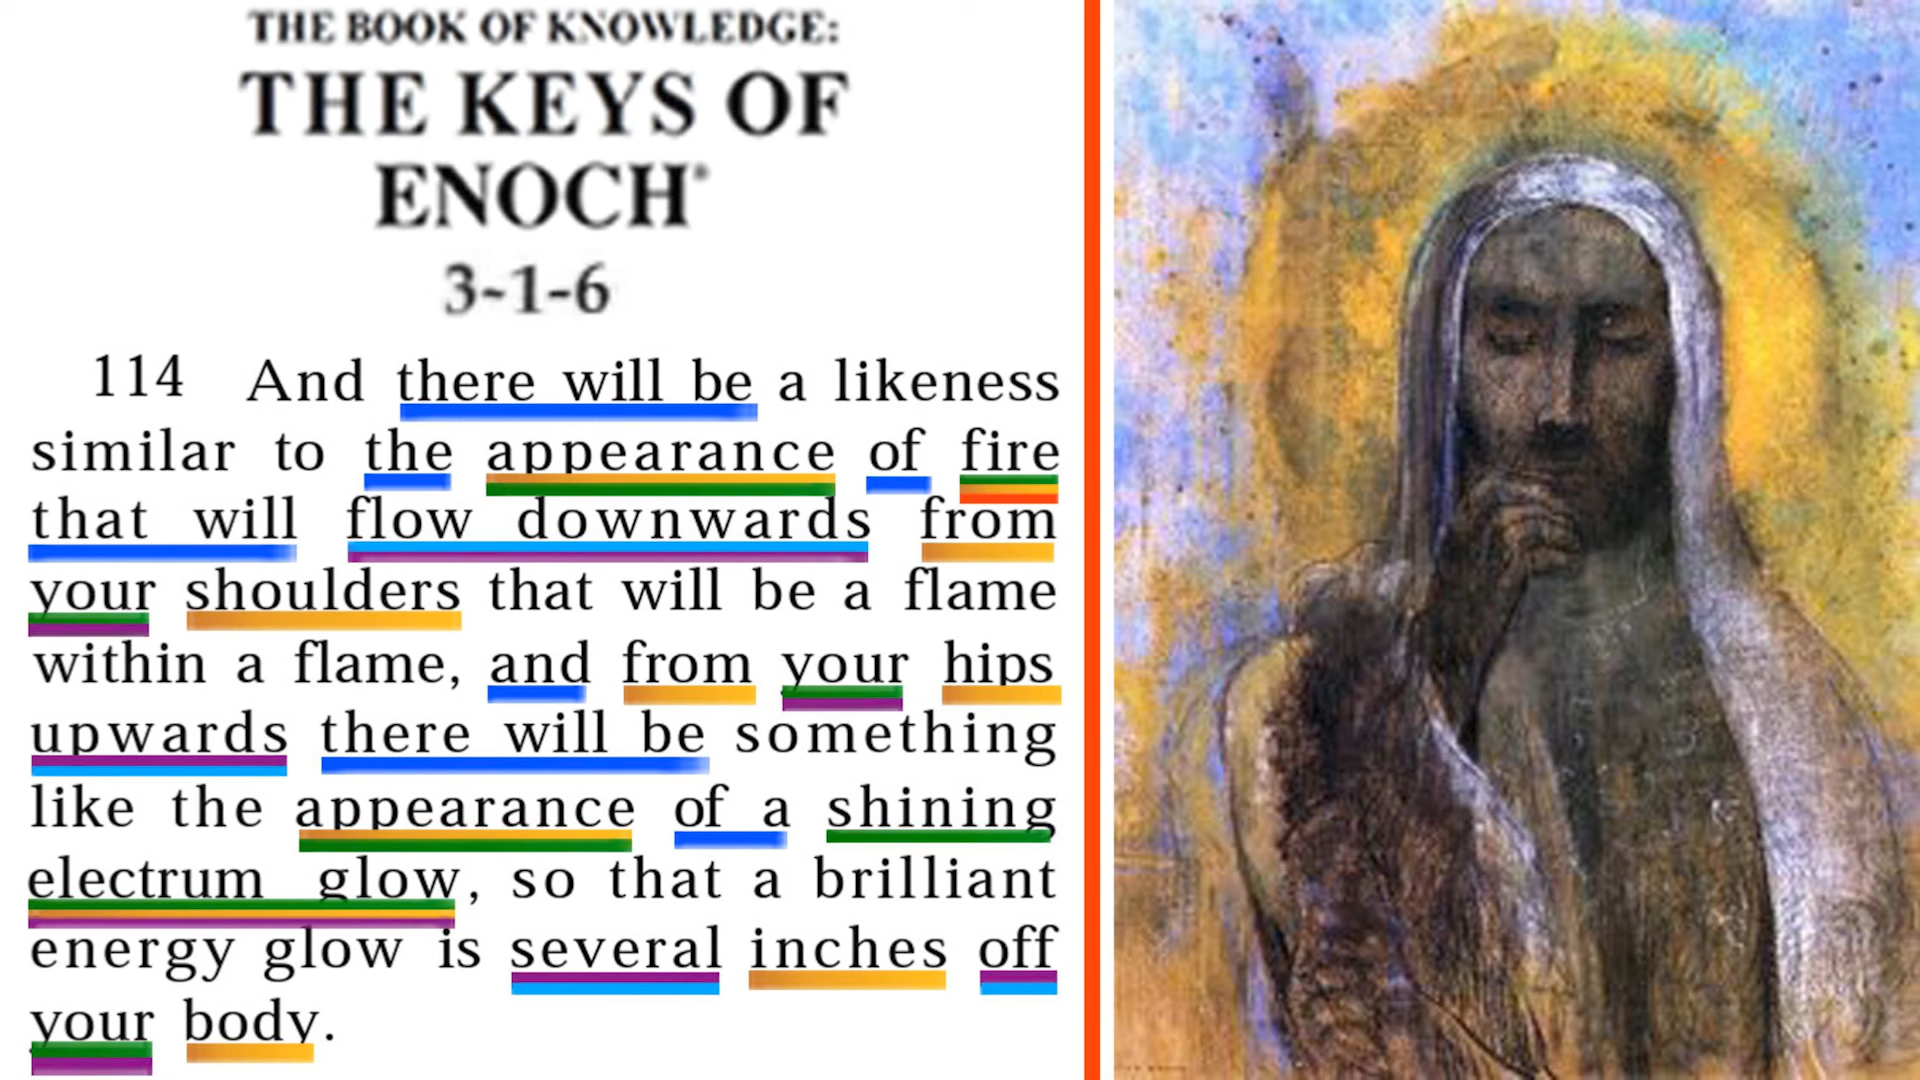 THE BOOK OF KNOWLEDGE:
THE KEYS OF
ENOCH®
3-1-6
114 And there will be a likeness
similar to the appearance of fire
that will flow downwards from
your shoulders that will be a flame
within a flame, and from your hips
upwards there will be something
like the appearance of a shining
electrum glow, so that a brilliant
energy glow is several inches off
your body.